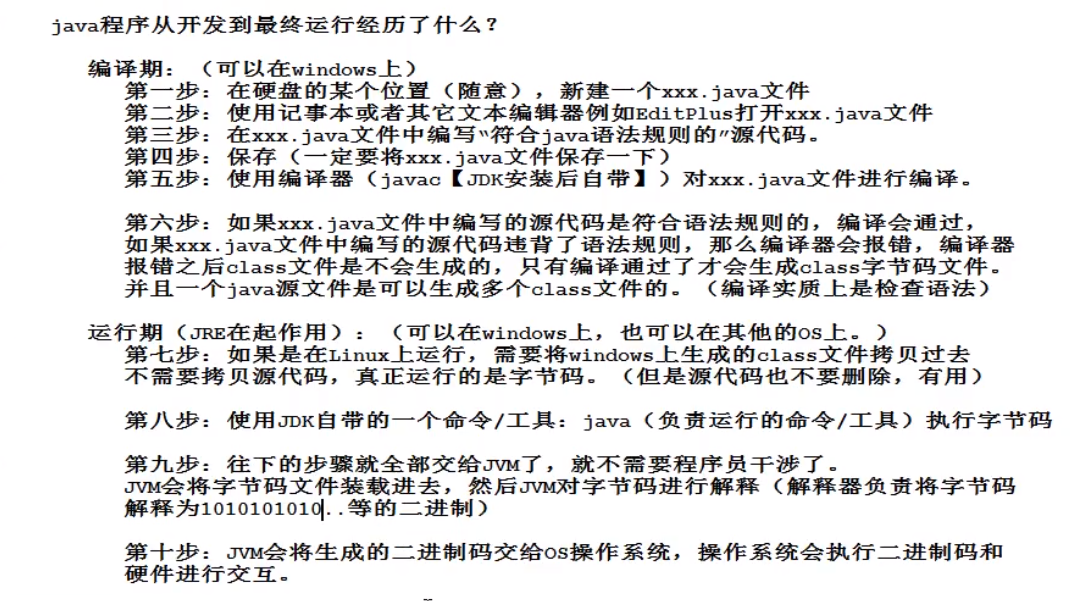 java程序从开发到最终运行经历了什么？
编译期：（可以在windows上）
第一步：在硬盘的某个位置（随意），新建一个xxx.java文件
第二步：使用记事本或者其它文本编辑器例如EditPlus打开xxx.java文件
第三步：在xxx.java文件中编写“符合java语法规则的”源代码。
第四步：保存（一定要将xxx.java文件保存一下）
第五步：使用编译器（javac【JDK安装后自带】）对xxx.java文件进行编译。
第六步：如果xxx.java文件中编写的源代码是符合语法规则的，编译会通过，
如果xxx.java文件中编写的源代码违背了语法规则，那么编译器会报错，编译器
报错之后class文件是不会生成的，只有编译通过了才会生成class字节码文件。
并且一个java源文件是可以生成多个class文件的。（编译实质上是检查语法）
运行期（JRE在起作用）：（可以在windows上，也可以在其他的OS上。）
第七步：如果是在Linux上运行，需要将windows上生成的class文件拷贝过去
不需要拷贝源代码，真正运行的是字节码。（但是源代码也不要删除，有用）
第八步：使用JDK自带的一个命令/工具：java（负责运行的命令/工具）执行字节码
第九步：往下的步骤就全部交给JVM了，就不需要程序员干涉了。
JVM会将字节码文件装载进去，然后JVM对字节码进行解释（解释器负责将字节码
解释为1010101010..等的二进制）
第十步：JVM会将生成的二进制码交给OS操作系统，操作系统会执行二进制码和
硬件进行交互。